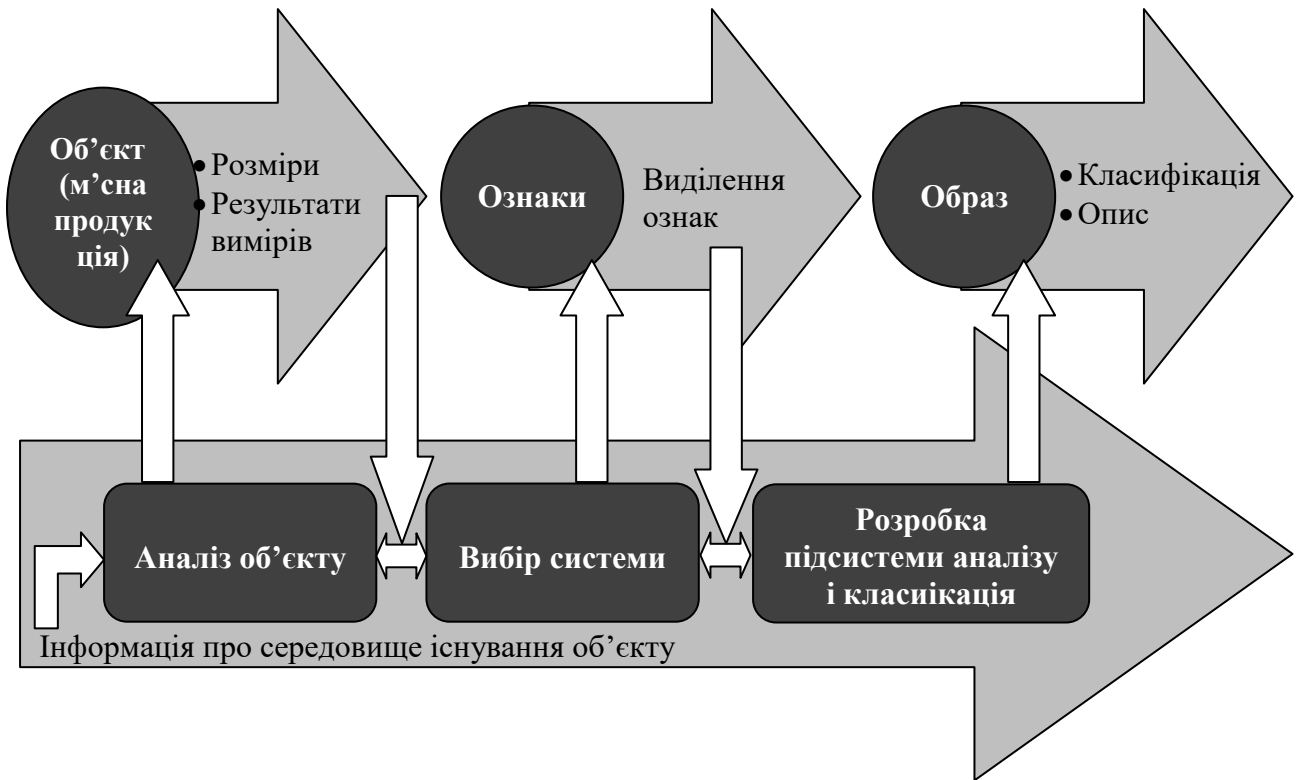 Об’єкт
(м’сна
продук
ція)
• Розміри
• Результати
вимірів
Ознаки
Виділення
ознак
Образ
• Класифікація
• Опис
Аналіз об’єкту
Вибір системи
Розробка
підсистеми аналізу
і класиікація
Інформація про середовище існування об’єкту